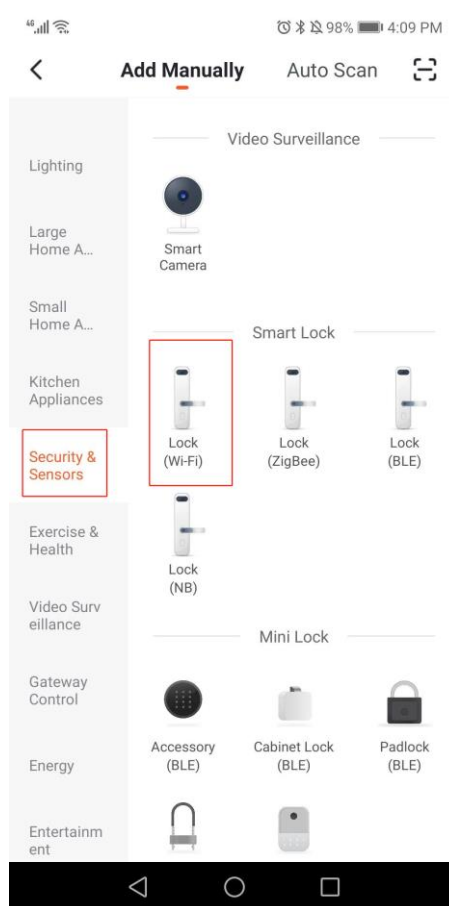 4G 98% 4:09 PM
Add Manually Auto Scan
Lighting
Large
Home A...
Small
Home A...
Kitchen
Appliances
Security &
Sensors
Exercise &
Health
Video Surv
eillance
Gateway
Control
Energy
Entertainm
ent
Video Surveillance
Smart
Camera
Smart Lock
Lock
(Wi-Fi)
Lock
(ZigBee)
Lock
(BLE)
Lock
(NB)
Mini Lock
Accessory
(BLE)
Cabinet Lock
(BLE)
Padlock
(BLE)